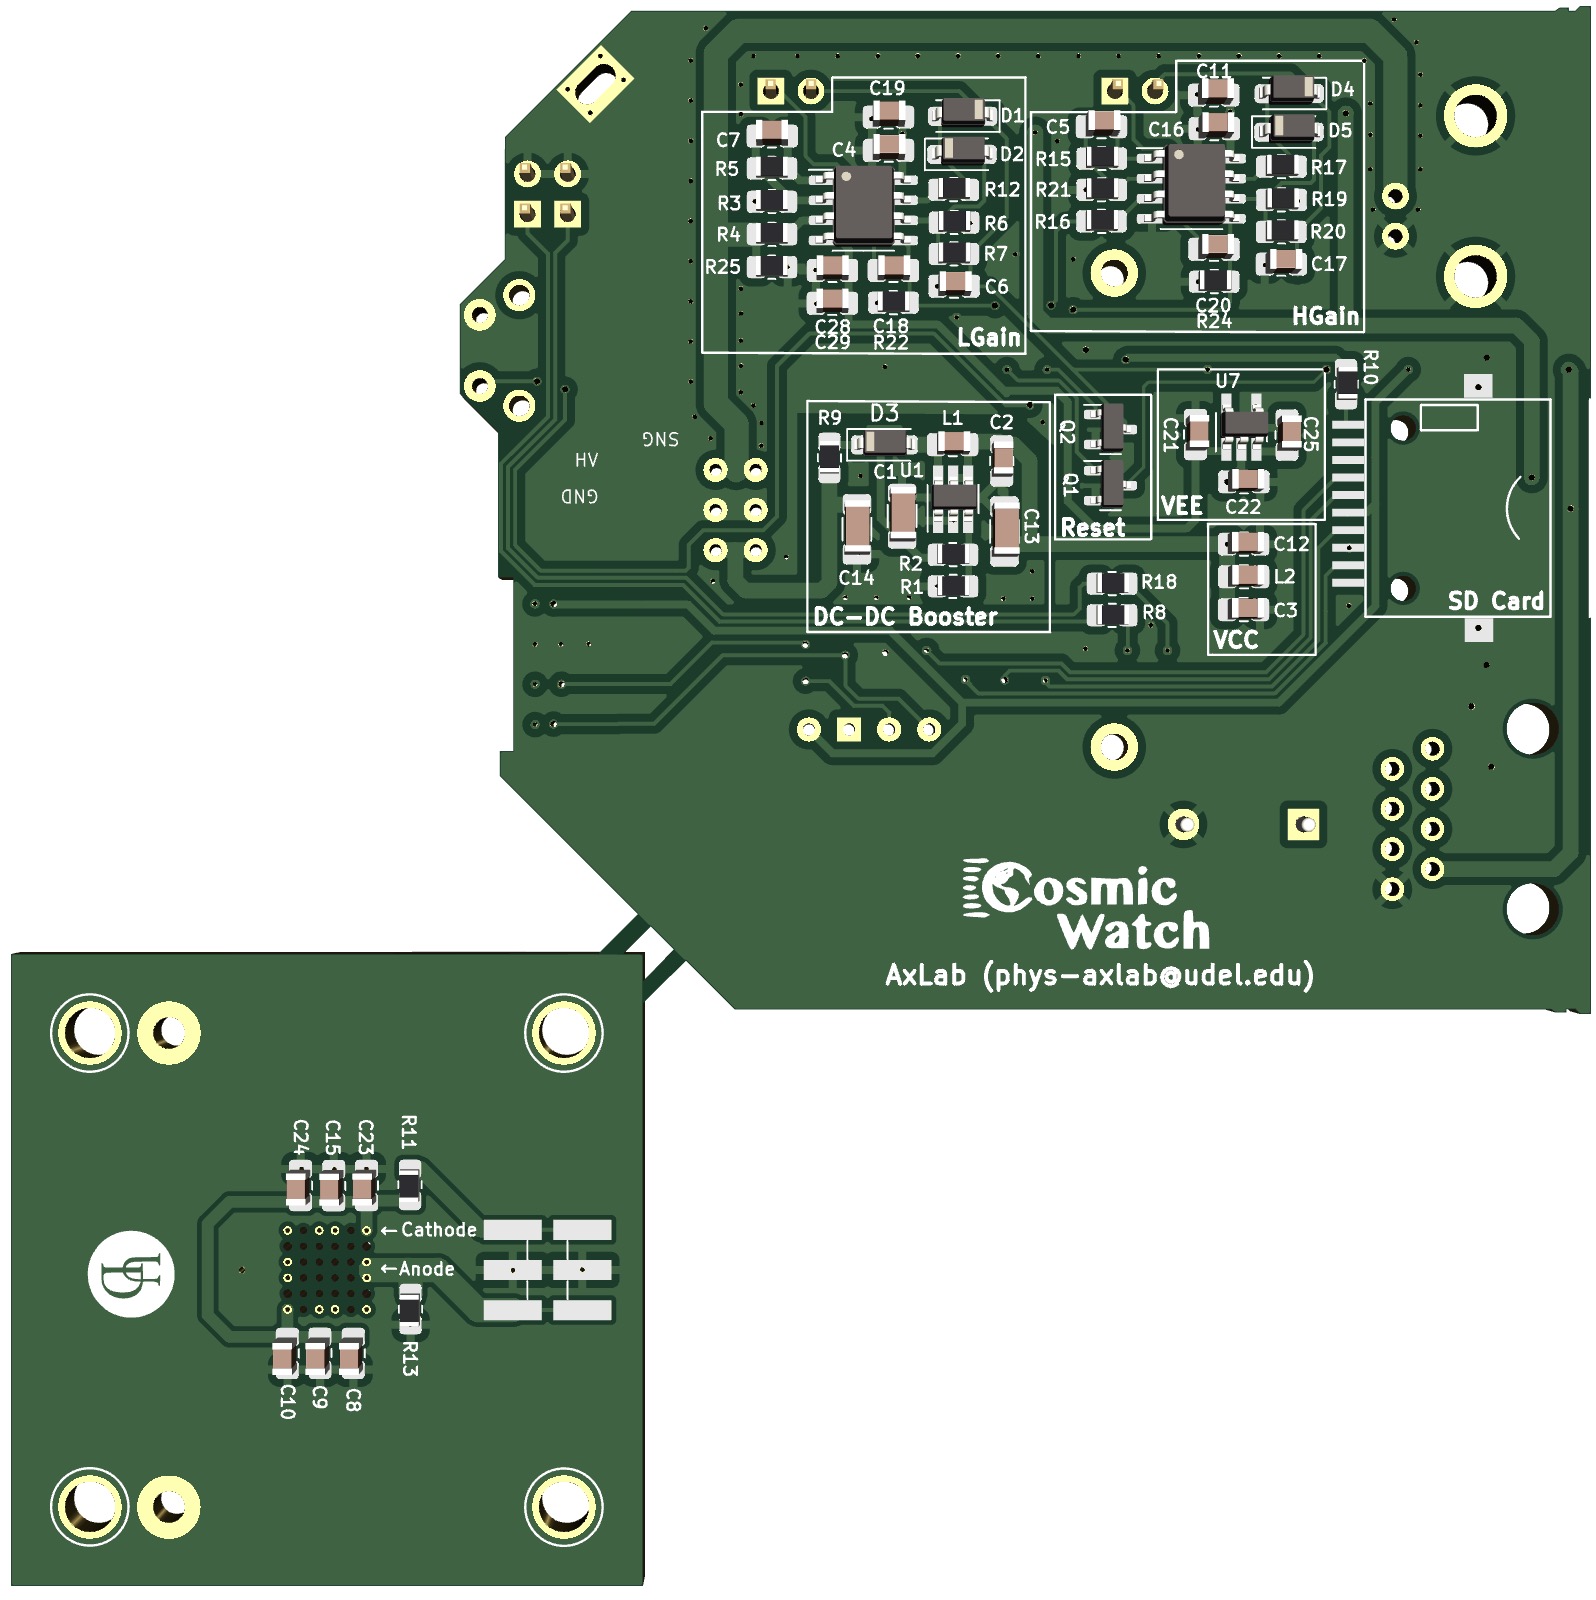 C19
C11
D4
D1
C5
C16
D5
C7
C4
D2
R15
R17
R5
R12
R21
R19
R3
R6
R16
R20
R4
R7
C17
R25
C6
C20
R24
HGain
C28
C29
C18
R22
LGain
R10
U7
R9
D3
L1
C2
Q2
C21
C25
SNG
VH
GND
C1
U1
Q1
C22
VEE
C13
Reset
C12
R2
L2
C14
R1
R18
C3
R8
DC-DC Booster
VCC
SD Card
Cosmic
Watch
AxLab (phys-axlab@udel.edu)
C24
C15
C23
R11
←Cathode
←Anode
UD
R13
C10
C9
C8